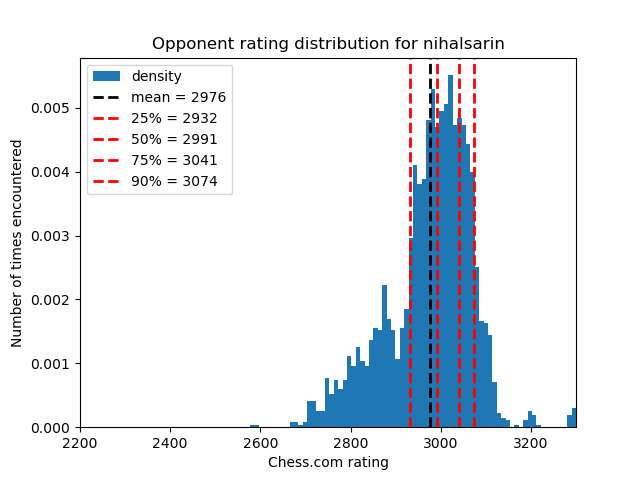 Opponent rating distribution for nihalsarin
density
mean = 2976
25% = 2932
50% = 2991
75% = 3041
90% = 3074
Number of times encountered
0.005
0.004
0.003
0.002
0.001
0.000
2200 2400 2600 2800 3000 3200
Chess.com rating